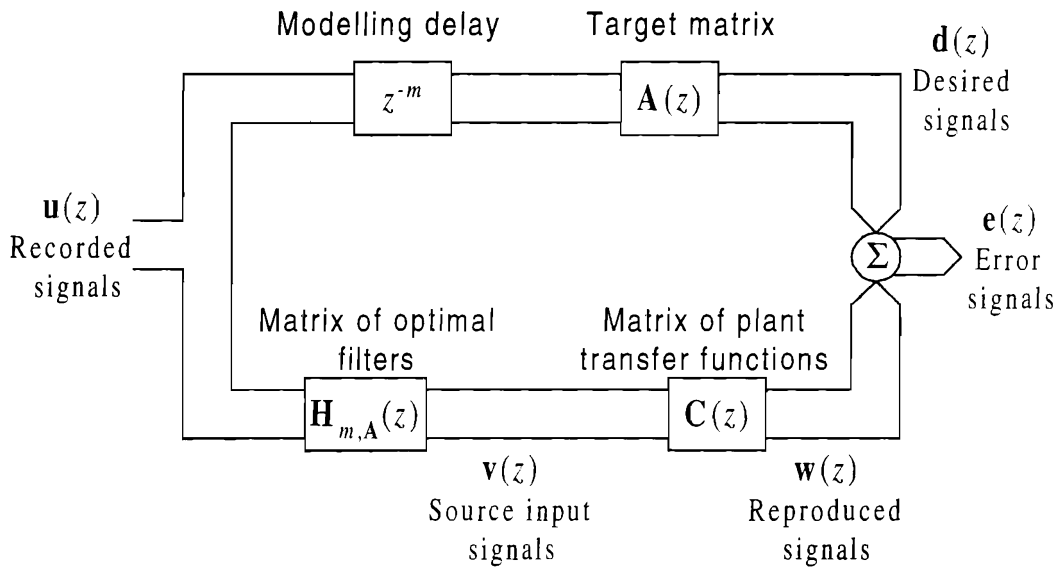 Modelling delay
Target matrix
z⁻ᵐ
A(z)
d(z)
Desired
signals
u(z)
Recorded
signals
Σ
e(z)
Error
signals
Matrix of optimal
filters
Matrix of plant
transfer functions
H_{m,A}(z)
C(z)
v(z)
Source input
signals
w(z)
Reproduced
signals